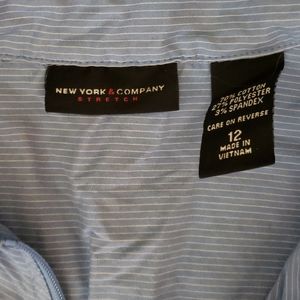 NEW YORK & COMPANY
STRETCH
70% COTTON
27% POLYESTER
3% SPANDEX
CARE ON REVERSE
12
MADE IN
VIETNAM